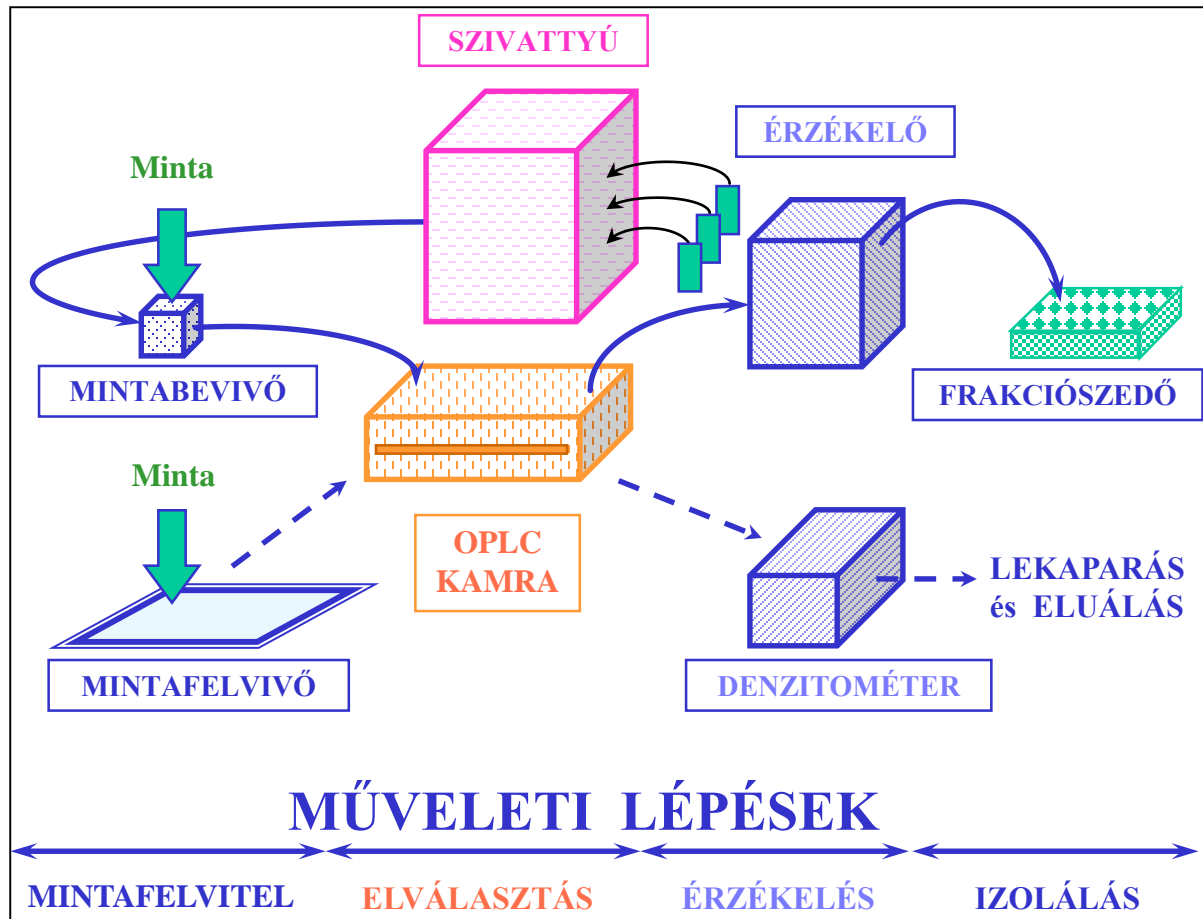 SZIVATTYÚ
ÉRZÉKELŐ
Minta
MINTABEVIVŐ
FRAKCIÓSZEDŐ
Minta
OPLC
KAMRA
LEKAPARÁS
és ELUÁLÁS
MINTAFELVIVŐ
DENZITOMÉTER
MŰVELETI LÉPÉSEK
MINTAFELVITEL
ELVÁLASZTÁS
ÉRZÉKELÉS
IZOLÁLÁS